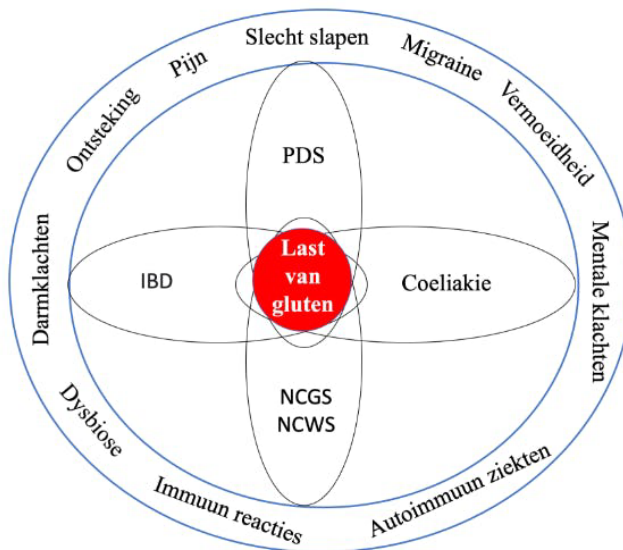 Slecht slapen
Migraine
Vermoeidheid
Mentale klachten
Autoimmuun ziekten
Immuun reacties
Dysbiose
Darmklachten
Ontsteking
Pijn
PDS
IBD
Last
van
gluten
Coeliakie
NCGS
NCWS